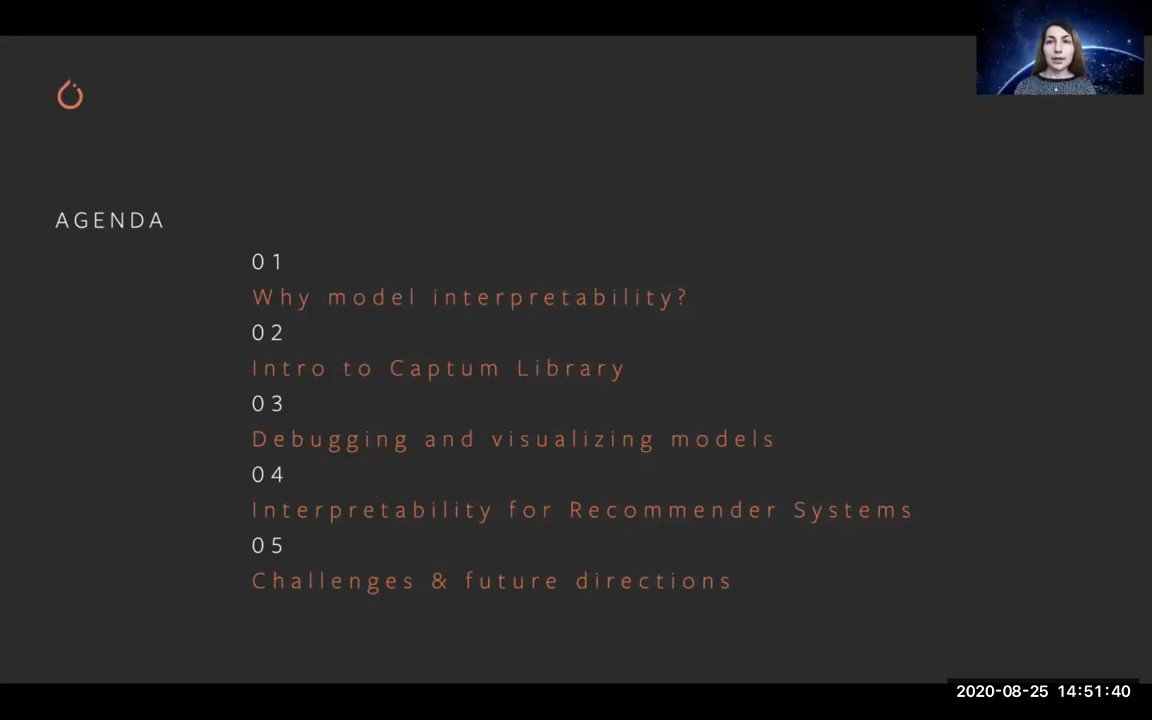 AGENDA
01
Why model interpretability?
02
Intro to Captum Library
03
Debugging and visualizing models
04
Interpretability for Recommender Systems
05
Challenges & future directions
2020-08-25 14:51:40